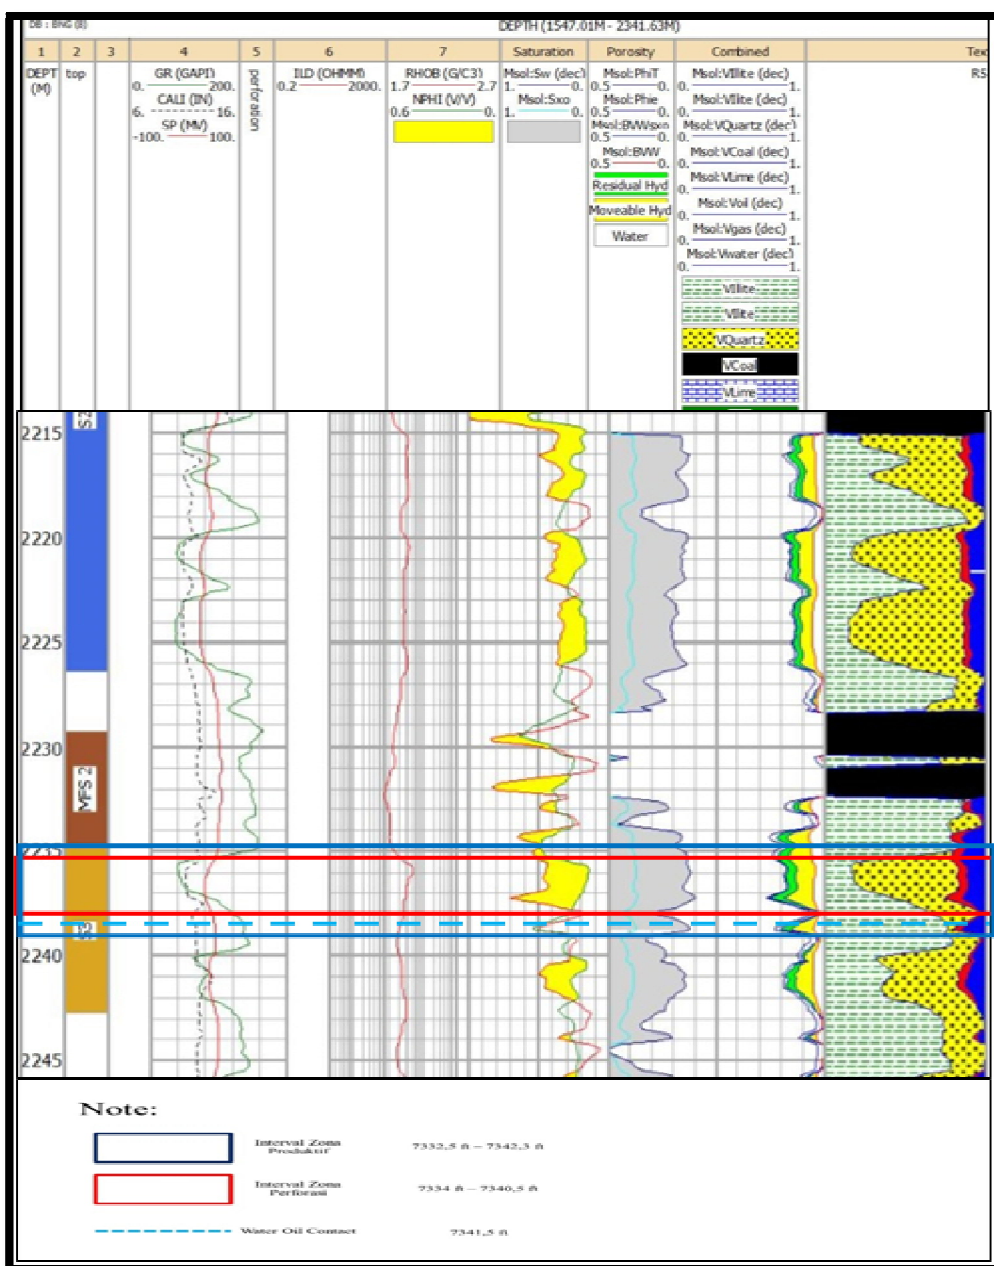 DB : BNG (8)
DEPTH (1547.01M - 2341.63M)
1 2 3 4 5 6 7 Saturation Porosity Combined Tex
DEPT (M)
top
GR (GAPI)
0. 200.
CALI (IN)
6. 16.
SP (MV)
-100. 100.
perforation
ILD (OHMM)
0.2 2000.
RHOB (G/C3)
1.7 2.7
NPHI (V/V)
0.6 0.
Msol:Sw (dec)
1. 0.
Msol:Sxo
1. 0.
Msol:PhiT
0.5 0.
Msol:Phie
0.5 0.
Msol:BVWsxo
0.5 0.
Msol:BVW
0.5 0.
Residual Hyd
Moveable Hyd
Water
Msol:VIllite (dec)
0. 1.
Msol:VIlite (dec)
0. 1.
Msol:VQuartz (dec)
0. 1.
Msol:VCoal (dec)
0. 1.
Msol:VLime (dec)
0. 1.
Msol:Voil (dec)
0. 1.
Msol:Vgas (dec)
0. 1.
Msol:Vwater (dec)
0. 1.
VIllite
VIlite
VQuartz
VCoal
VLime
RS
2215
2220
2225
2230
MFS 2
2235
2240
2245
Note:
Interval Zona Produktif 7332,5 ft – 7342,3 ft
Interval Zona Perforasi 7334 ft – 7340,5 ft
Water Oil Contact 7341,5 ft